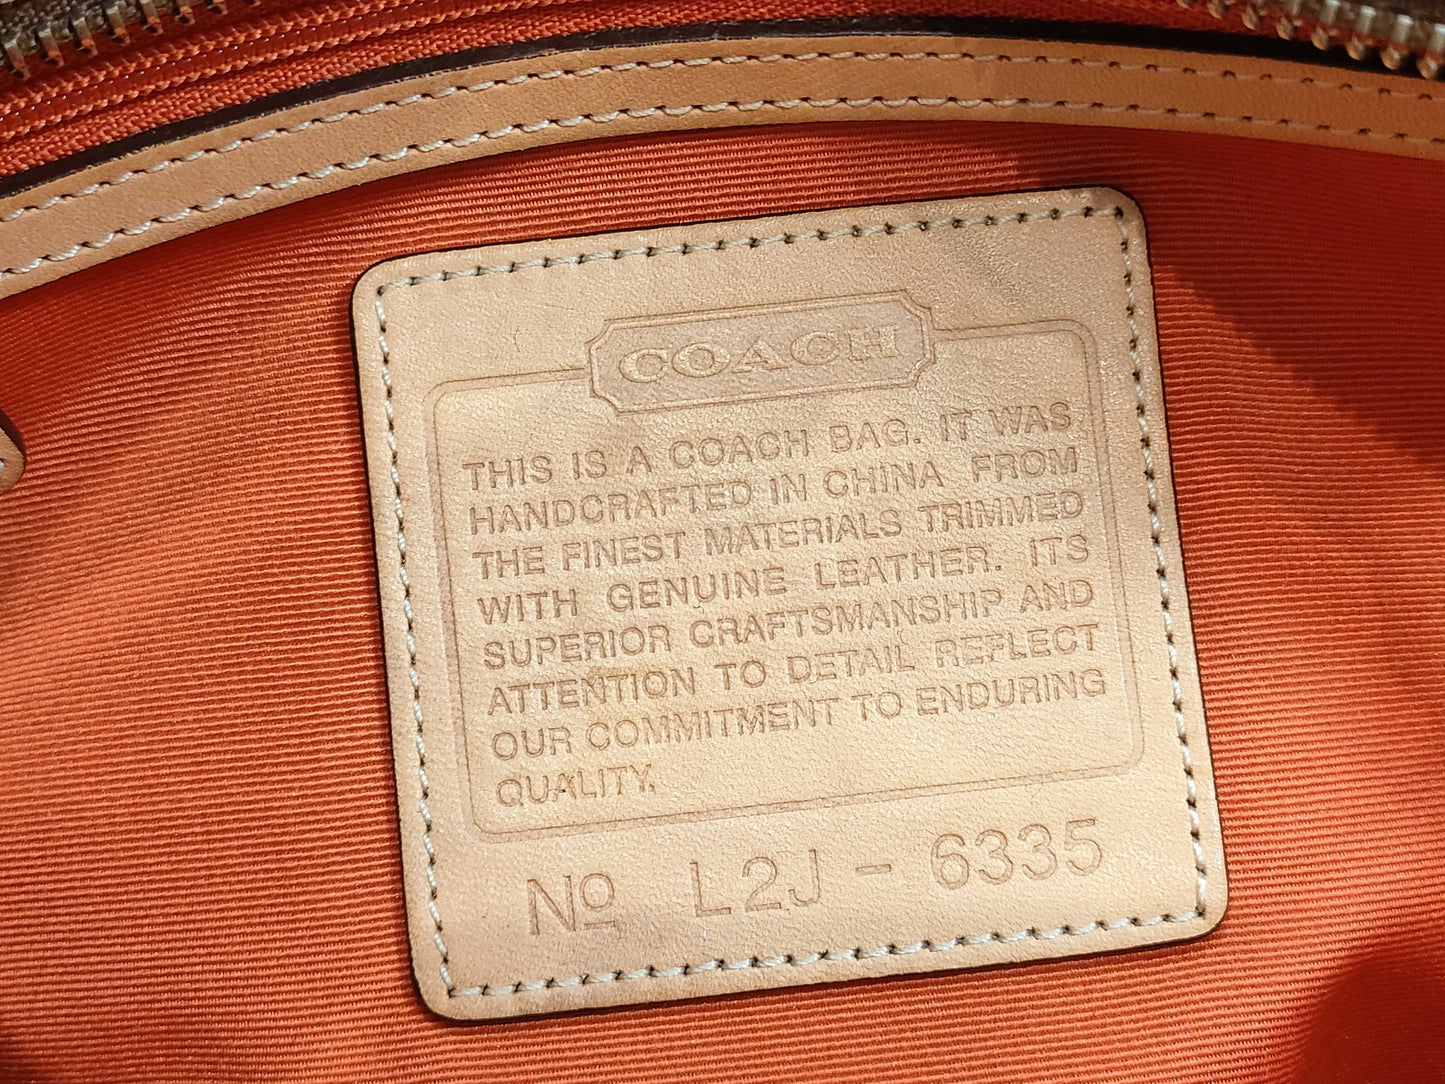 COACH
THIS IS A COACH BAG. IT WAS
HANDCRAFTED IN CHINA FROM
THE FINEST MATERIALS TRIMMED
WITH GENUINE LEATHER. ITS
SUPERIOR CRAFTSMANSHIP AND
ATTENTION TO DETAIL REFLECT
OUR COMMITMENT TO ENDURING
QUALITY.
Nº L2J - 6335